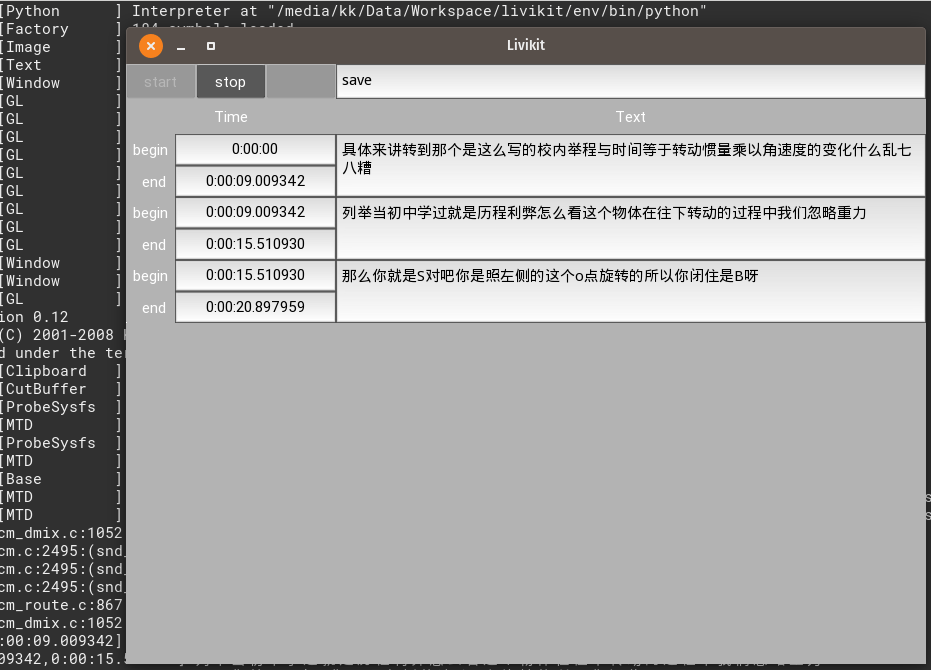 [Python ] Interpreter at "/media/kk/Data/Workspace/livikit/env/bin/python"
[Factory ] 194 symbols loaded
[Image ]
[Text ]
[Window ]
[GL ]
[GL ]
[GL ]
[GL ]
[GL ]
[GL ]
[GL ]
[GL ]
[GL ]
[Window ]
[Window ]
[GL ]
ion 0.12
(C) 2001-2008
d under the te
[Clipboard ]
[CutBuffer ]
[ProbeSysfs ]
[MTD ]
[ProbeSysfs ]
[MTD ]
[Base ]
[MTD ]
[MTD ]
cm_dmix.c:1052
cm.c:2495:(snd_
cm.c:2495:(snd_
cm.c:2495:(snd_
cm_route.c:867
cm_dmix.c:1052
:00:09.009342]
09342,0:00:15.5
Livikit
start stop save
Time Text
begin 0:00:00 具体来讲转到那个是这么写的校内举程与时间等于转动惯量乘以角速度的变化什么乱七
八糟
end 0:00:09.009342
begin 0:00:09.009342 列举当初中学过就是历程利弊怎么看这个物体在往下转动的过程中我们忽略重力
end 0:00:15.510930
begin 0:00:15.510930 那么你就是S对吧你是照左侧的这个o点旋转的所以你闭住是B呀
end 0:00:20.897959